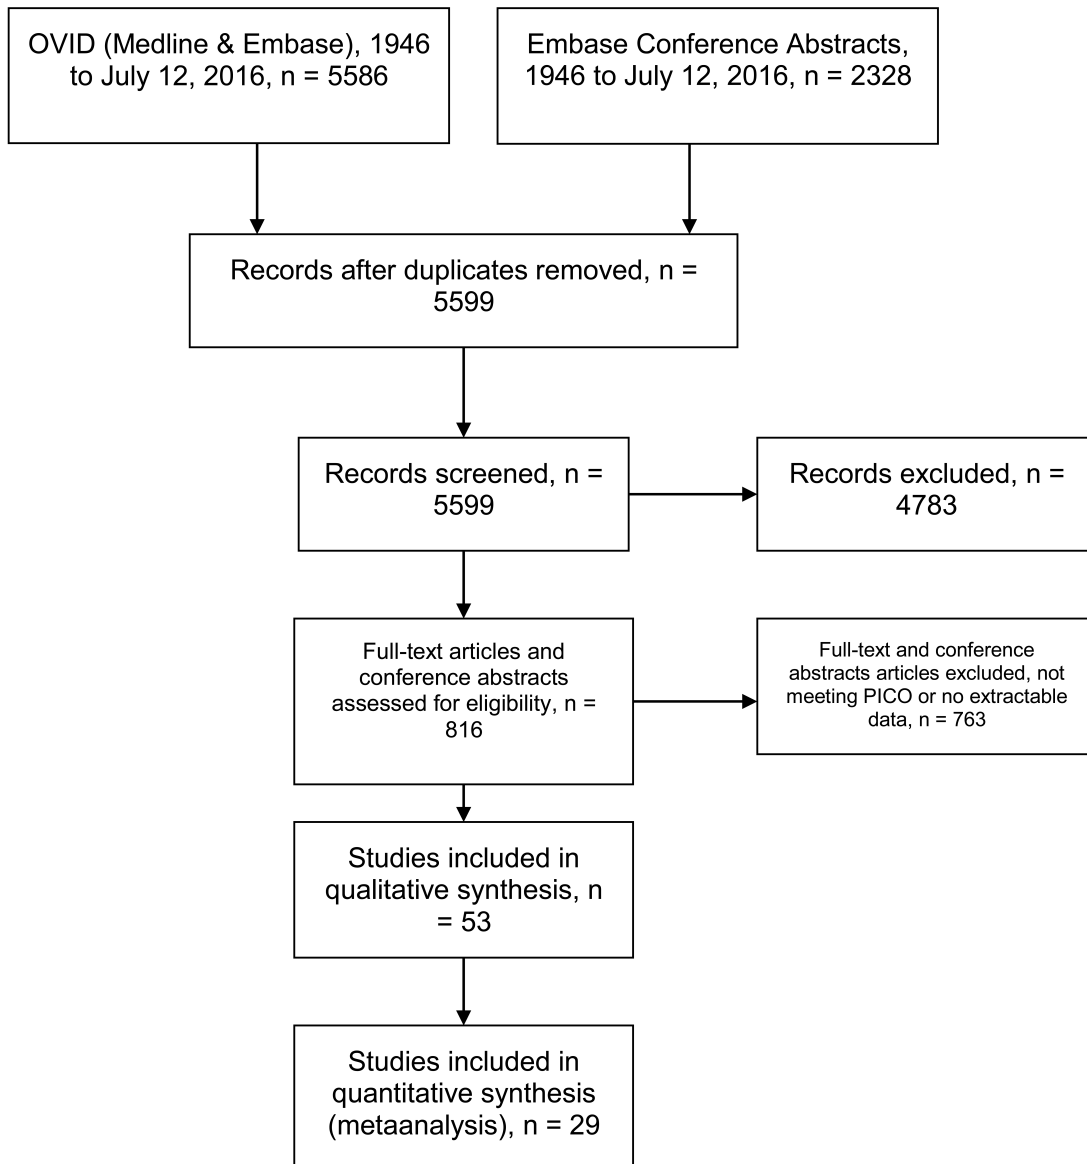 OVID (Medline & Embase), 1946
to July 12, 2016, n = 5586
Embase Conference Abstracts,
1946 to July 12, 2016, n = 2328
Records after duplicates removed, n =
5599
Records screened, n =
5599
Records excluded, n =
4783
Full-text articles and
conference abstracts
assessed for eligibility, n =
816
Full-text and conference
abstracts articles excluded, not
meeting PICO or no extractable
data, n = 763
Studies included in
qualitative synthesis, n
= 53
Studies included in
quantitative synthesis
(metaanalysis), n = 29